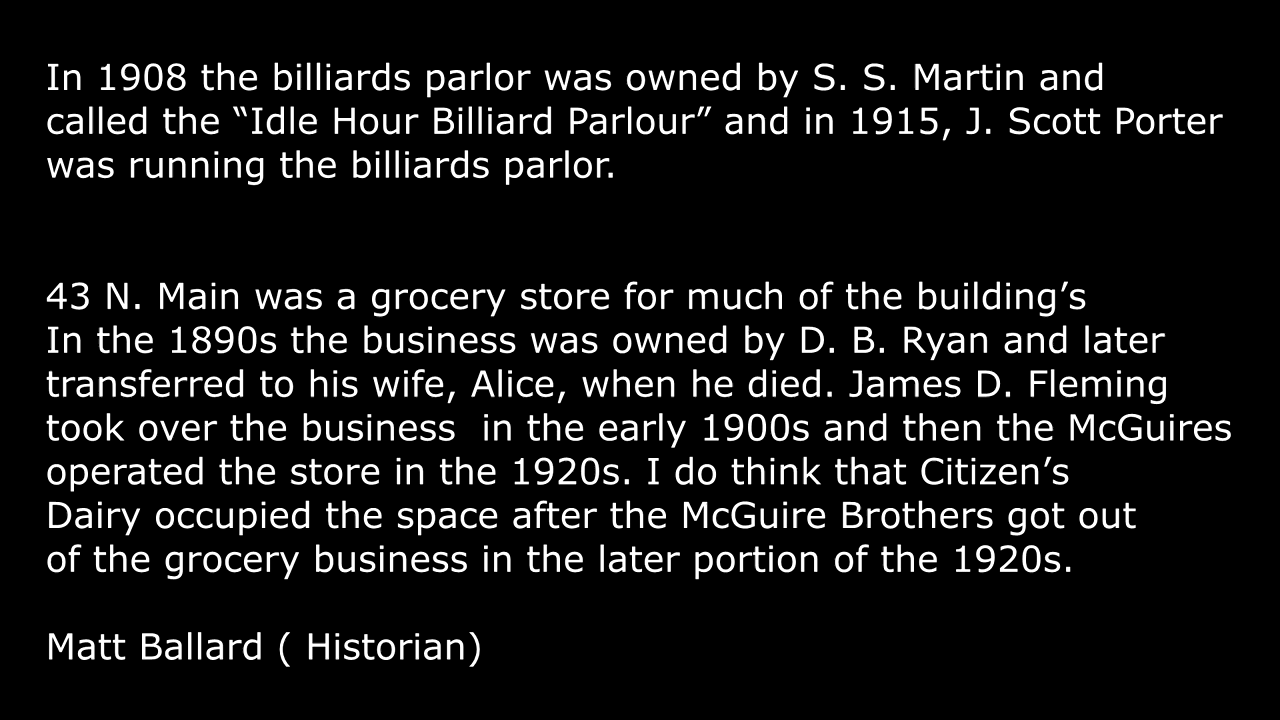 In 1908 the billiards parlor was owned by S. S. Martin and
called the “Idle Hour Billiard Parlour” and in 1915, J. Scott Porter
was running the billiards parlor.
43 N. Main was a grocery store for much of the building’s
In the 1890s the business was owned by D. B. Ryan and later
transferred to his wife, Alice, when he died. James D. Fleming
took over the business  in the early 1900s and then the McGuires
operated the store in the 1920s. I do think that Citizen’s
Dairy occupied the space after the McGuire Brothers got out
of the grocery business in the later portion of the 1920s.
Matt Ballard ( Historian)